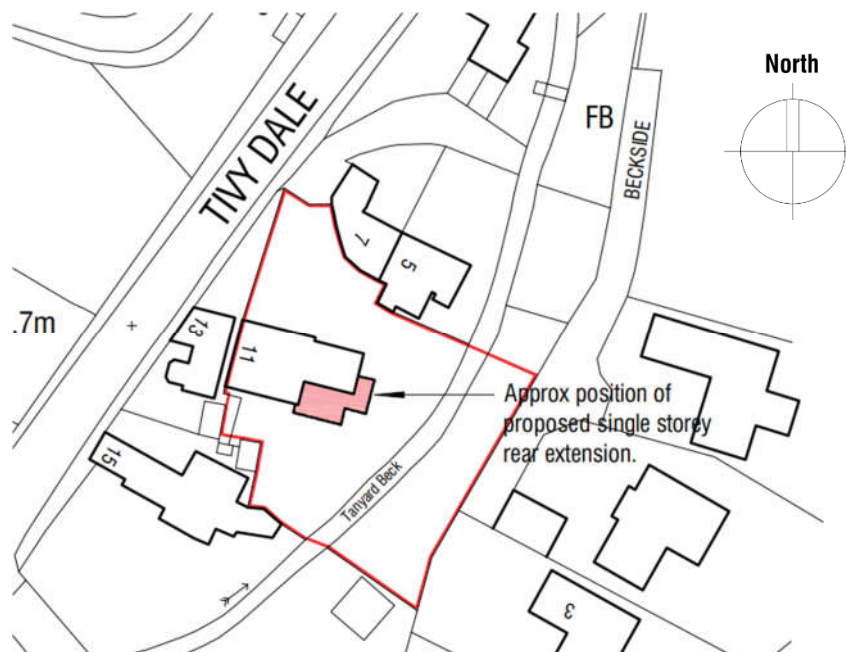 North
TIVY DALE
FB
BECKSIDE
7
5
.7m
13
11
Approx position of
proposed single storey
rear extension.
15
Tanyard Beck
3